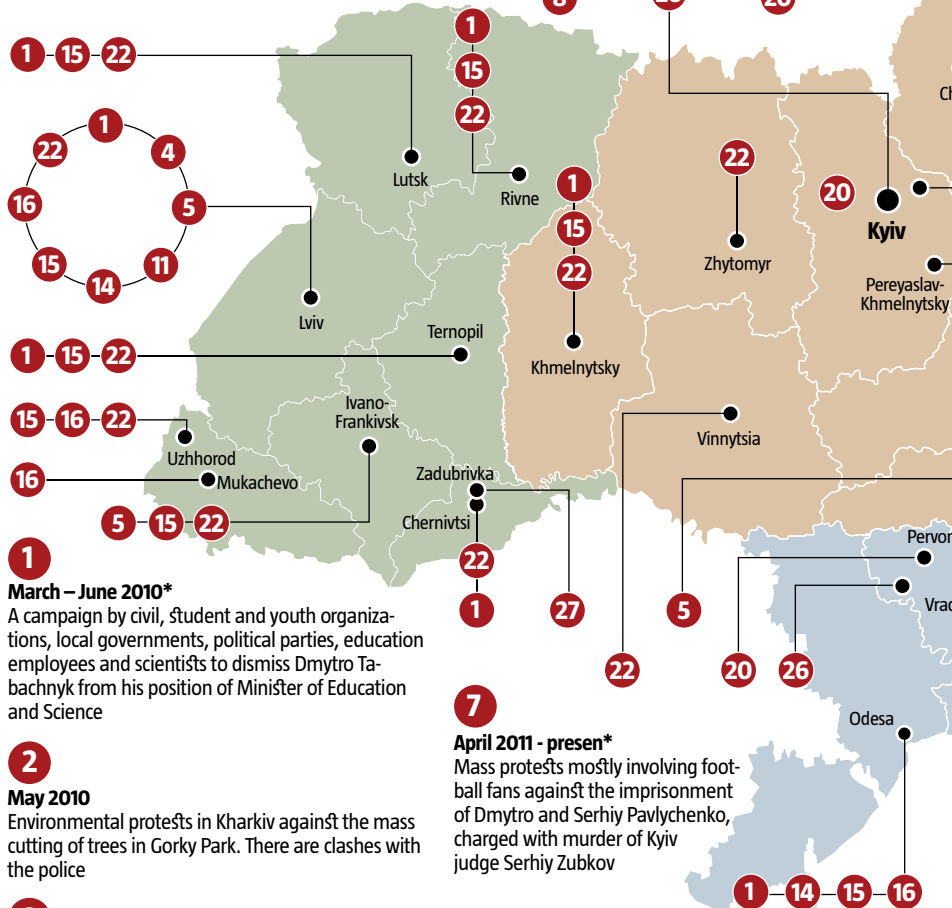 8
20
1 15 22
1
15
22
1
4
5
11
14
15
16
22
Lutsk
Rivne
1
15
22
22
20
Kyiv
Zhytomyr
Pereyaslav-
Khmelnytsky
Lviv
Ternopil
1 15 22
Khmelnytsky
Ivano-
Frankivsk
15 16 22
Uzhhorod
Vinnytsia
16
Mukachevo
Zadubrivka
5 15 22
Chernivtsi
22
1
27
5
22
20
26
Pervor
Vrad
Odesa
1 14 15 16
1
March – June 2010*
A campaign by civil, student and youth organiza-
tions, local governments, political parties, education
employees and scientists to dismiss Dmytro Ta-
bachnyk from his position of Minister of Education
and Science
2
May 2010
Environmental protests in Kharkiv against the mass
cutting of trees in Gorky Park. There are clashes with
the police
7
April 2011 - presen*
Mass protests mostly involving foot-
ball fans against the imprisonment
of Dmytro and Serhiy Pavlychenko,
charged with murder of Kyiv
judge Serhiy Zubkov